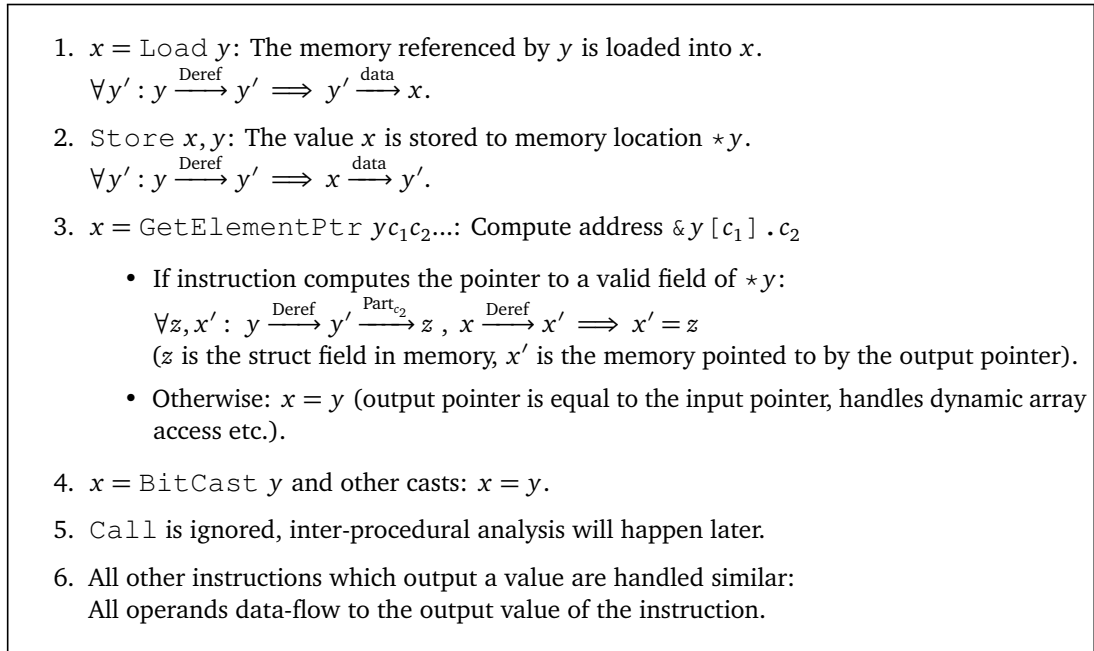 1. x = Load y: The memory referenced by y is loaded into x.
∀y′ : y —Deref→ y′ ⟹ y′ —data→ x.
2. Store x, y: The value x is stored to memory location *y.
∀y′ : y —Deref→ y′ ⟹ x —data→ y′.
3. x = GetElementPtr yc₁c₂...: Compute address &y[c₁].c₂
• If instruction computes the pointer to a valid field of *y:
∀z, x′ : y —Deref→ y′ —Part_c₂→ z , x —Deref→ x′ ⟹ x′ = z
(z is the struct field in memory, x′ is the memory pointed to by the output pointer).
• Otherwise: x = y (output pointer is equal to the input pointer, handles dynamic array
access etc.).
4. x = BitCast y and other casts: x = y.
5. Call is ignored, inter-procedural analysis will happen later.
6. All other instructions which output a value are handled similar:
All operands data-flow to the output value of the instruction.